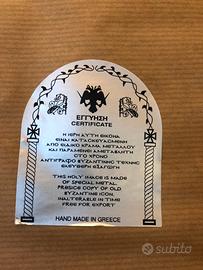 ΕΓΓΥΗΣΗ
CERTIFICATE
Η ΙΕΡΗ ΑΥΤΗ ΕΙΚΟΝΑ
ΕΙΝΑΙ ΚΑΤΑΣΚΕΥΑΣΜΕΝΗ
ΑΠΟ ΕΙΔΙΚΟ ΚΡΑΜΑ ΜΕΤΑΛΛΟΥ
ΚΑΙ ΠΑΡΑΜΕΝΕΙ ΑΜΕΤΑΒΛΗΤΗ
ΣΤΟ ΧΡΟΝΟ
ΑΝΤΙΓΡΑΦΟ ΒΥΖΑΝΤΙΝΗΣ ΤΕΧΝΗΣ
ΕΛΕΥΘΕΡΗ ΕΞΑΓΩΓΗ
THIS HOLY IMAGE IS MADE
OF SPECIAL METAL.
PRESICE COPY OF OLD
BYZANTINE ICON,
INALTERABLE IN TIME
FREE FOR EXPORT
HAND MADE IN GREECE
subito